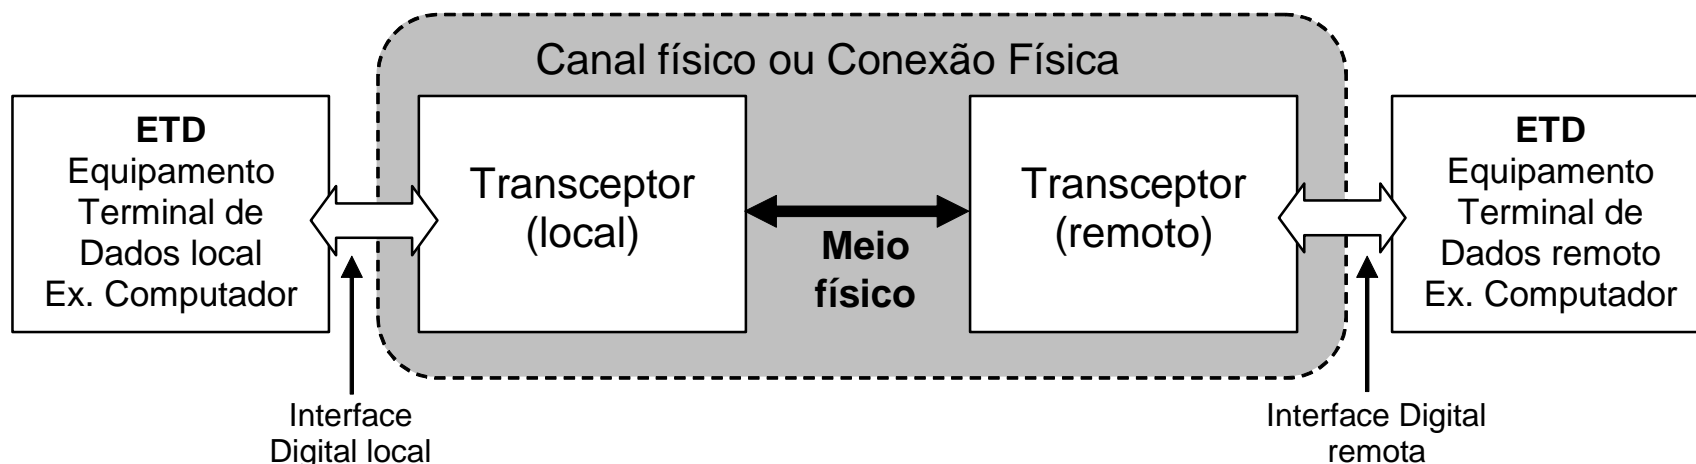 Canal físico ou Conexão Física
ETD
Equipamento
Terminal de
Dados local
Ex. Computador
Transceptor
(local)
Meio
físico
Transceptor
(remoto)
ETD
Equipamento
Terminal de
Dados remoto
Ex. Computador
Interface
Digital local
Interface Digital
remota